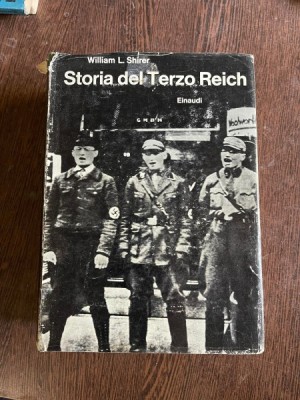 William L. Shirer
Storia del Terzo Reich
Einaudi